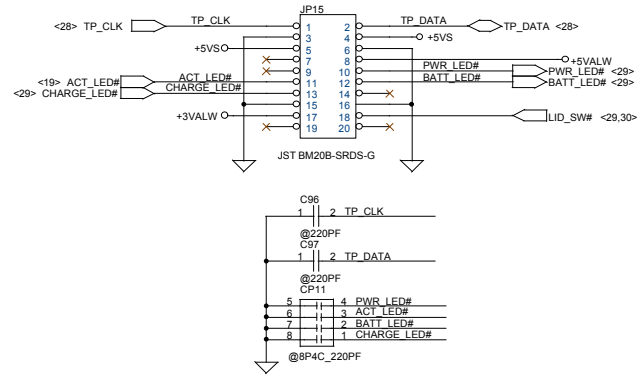 JP15
<28> TP_CLK TP_CLK 1 2 TP_DATA TP_DATA <28>
3 4 +5VS
+5VS 5 6
7 8 +5VALW
9 10 PWR_LED# PWR_LED# <29>
<19> ACT_LED# ACT_LED# 11 12 BATT_LED# BATT_LED# <29>
<29> CHARGE_LED# CHARGE_LED# 13 14
15 16
+3VALW 17 18 LID_SW# <29,30>
19 20
JST BM20B-SRDS-G
C96
1 2 TP_CLK
@220PF
C97
1 2 TP_DATA
@220PF
CP11
5 4 PWR_LED#
6 3 ACT_LED#
7 2 BATT_LED#
8 1 CHARGE_LED#
@8P4C_220PF